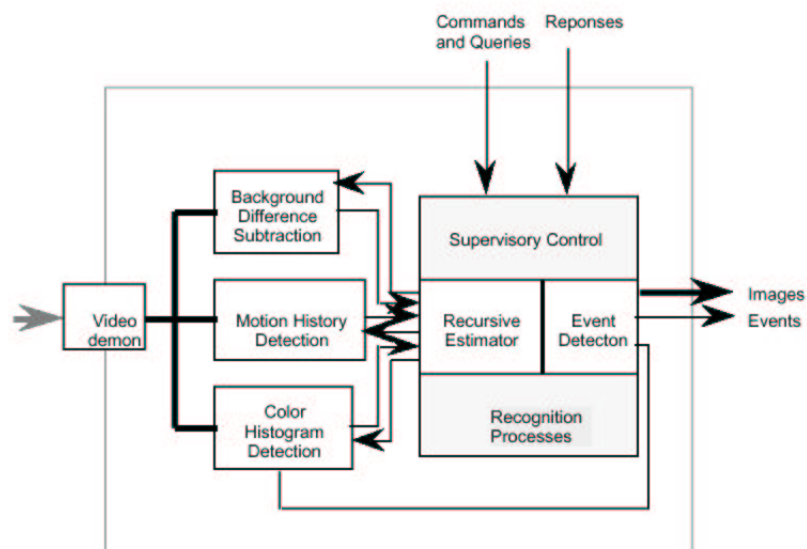 Commands
and Queries
Reponses
Background
Difference
Subtraction
Supervisory Control
Video
demon
Motion History
Detection
Recursive
Estimator
Event
Detecton
Images
Events
Color
Histogram
Detection
Recognition
Processes